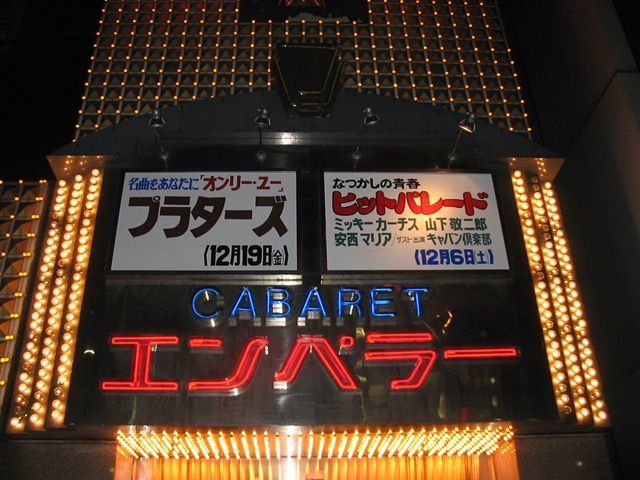 名曲をあなたに「オンリー・ユー」
プラターズ
(12月19日㊎)
なつかしの青春
ヒットパレード
ミッキー カーチス 山下 敬二郎
安西 マリア/ゲスト出演 キャバン倶楽部
(12月6日㊏)
CABARET
エンパラー